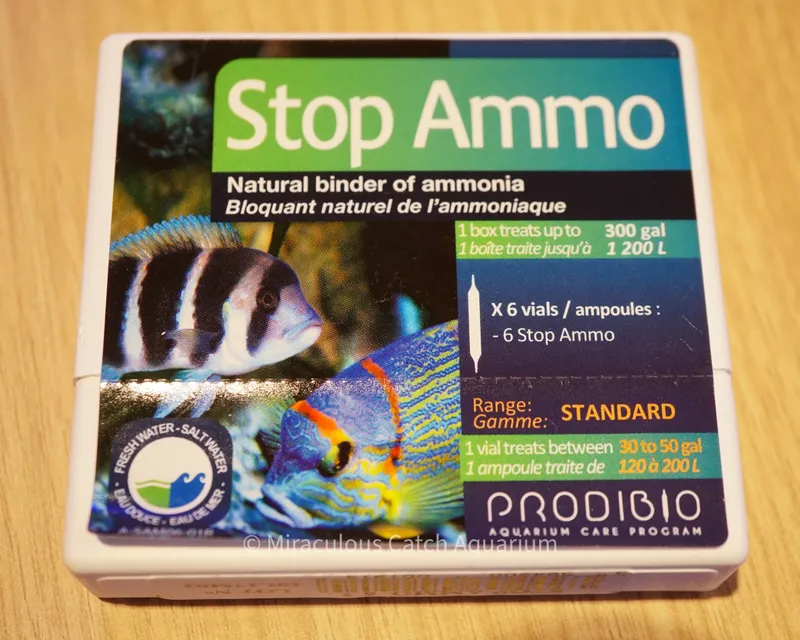 Stop Ammo
Natural binder of ammonia
Bloquant naturel de l'ammoniaque
1 box treats up to 300 gal
1 boîte traite jusqu'à 1 200 L
X 6 vials / ampoules :
- 6 Stop Ammo
Range:
Gamme: STANDARD
1 vial treats between 30 to 50 gal
1 ampoule traite de 120 à 200 L
FRESH WATER - SALT WATER
EAU DOUCE - EAU DE MER
PRODIBIO
AQUARIUM CARE PROGRAM
© Miraculous Catch Aquarium